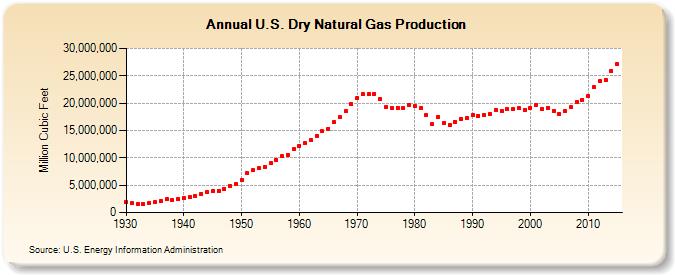 Annual U.S. Dry Natural Gas Production
Million Cubic Feet
30,000,000
25,000,000
20,000,000
15,000,000
10,000,000
5,000,000
0
1930 1940 1950 1960 1970 1980 1990 2000 2010
Source: U.S. Energy Information Administration